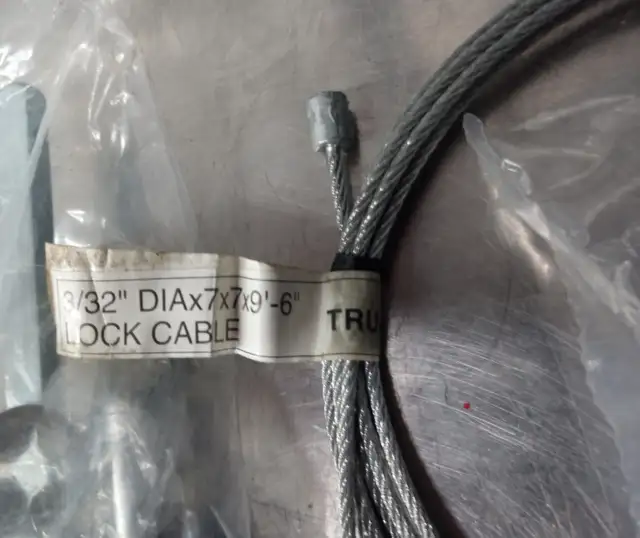 3/32" DIAx7x7x9'-6"
LOCK CABLE
TRU